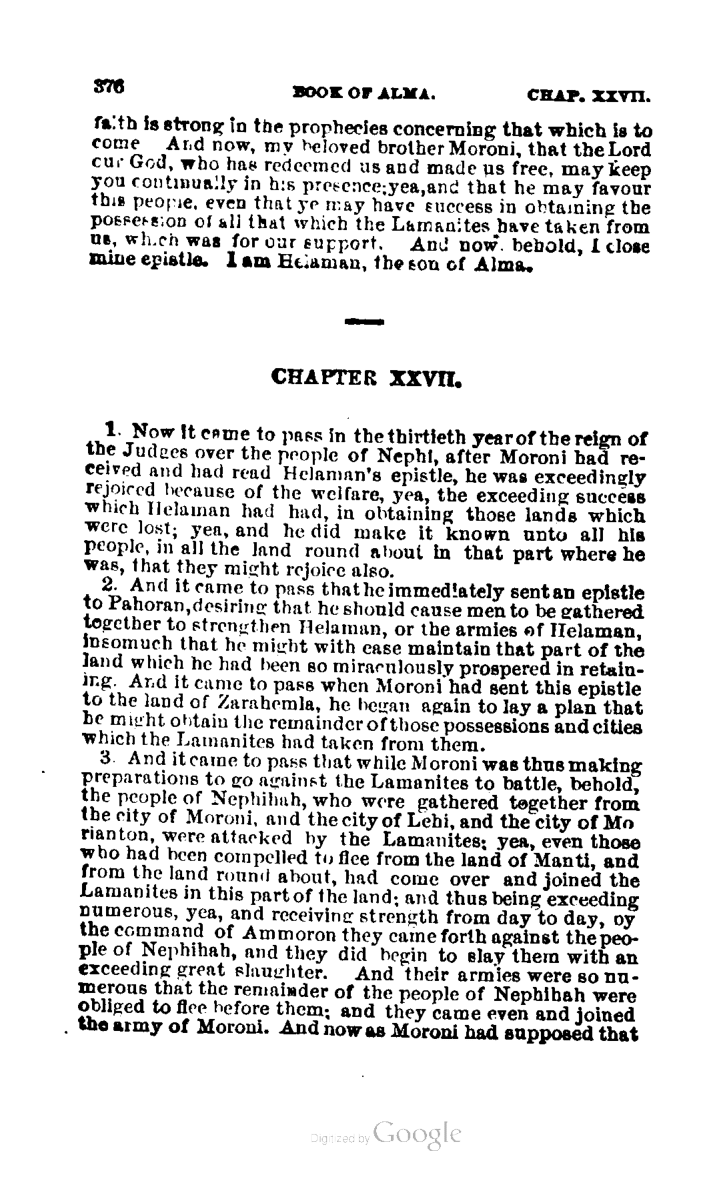 376
BOOK OF ALMA.
CHAP. XXVII.
faith is strong in the prophecies concerning that which is to
come And now, my beloved brother Moroni, that the Lord
our God, who has redeemed us and made us free, may keep
you continually in his presence; yea, and that he may favour
this people, even that ye may have success in obtaining the
possession of all that which the Lamanites have taken from
us, which was for our support. And now, behold, I close
mine epistle. I am Helaman, the son of Alma.
CHAPTER XXVII.
1. Now it came to pass in the thirtieth year of the reign of
the Judges over the people of Nephi, after Moroni had re-
ceived and had read Helaman's epistle, he was exceedingly
rejoiced because of the welfare, yea, the exceeding success
which Helaman had had, in obtaining those lands which
were lost; yea, and he did make it known unto all his
people, in all the land round about in that part where he
was, that they might rejoice also.
2. And it came to pass that he immediately sent an epistle
to Pahoran, desiring that he should cause men to be gathered
together to strengthen Helaman, or the armies of Helaman,
insomuch that he might with ease maintain that part of the
land which he had been so miraculously prospered in retain-
ing. And it came to pass when Moroni had sent this epistle
to the land of Zarahemla, he began again to lay a plan that
he might obtain the remainder of those possessions and cities
which the Lamanites had taken from them.
3. And it came to pass that while Moroni was thus making
preparations to go against the Lamanites to battle, behold,
the people of Nephihah, who were gathered together from
the city of Moroni, and the city of Lehi, and the city of Mo
rianton, were attacked by the Lamanites; yea, even those
who had been compelled to flee from the land of Manti, and
from the land round about, had come over and joined the
Lamanites in this part of the land; and thus being exceeding
numerous, yea, and receiving strength from day to day, by
the command of Ammoron they came forth against the peo-
ple of Nephihah, and they did begin to slay them with an
exceeding great slaughter. And their armies were so nu-
merous that the remainder of the people of Nephihah were
obliged to flee before them; and they came even and joined
the army of Moroni. And now as Moroni had supposed that
Digitized by Google